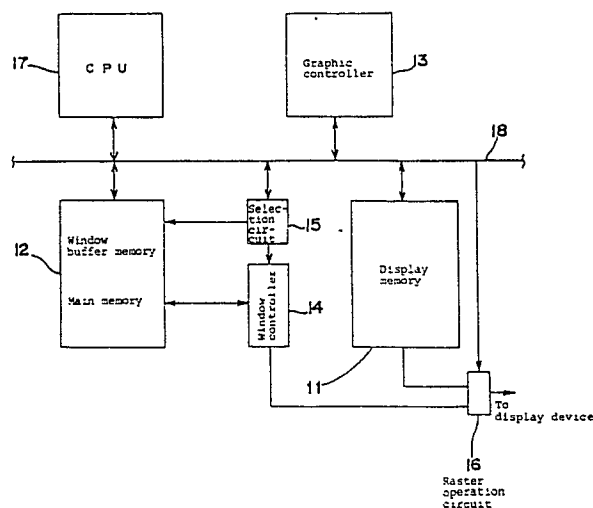 17
C P U
Graphic
controller
13
18
12
Window
buffer memory
Main memory
Selec-
tion
cir-
cuit
15
Window
controller
14
Display
memory
11
To
display device
16
Raster
operation
circuit